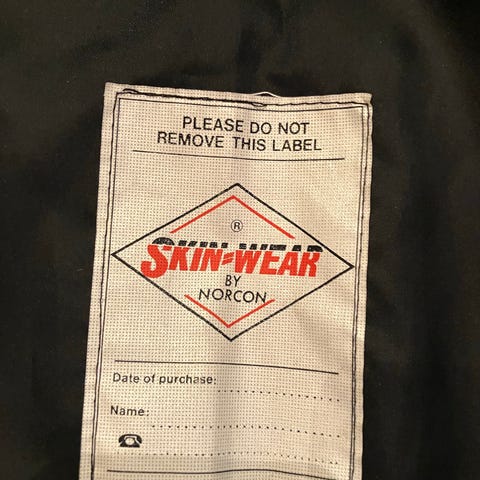 PLEASE DO NOT
REMOVE THIS LABEL
®
SKIN-WEAR
BY
NORCON
Date of purchase:
Name: